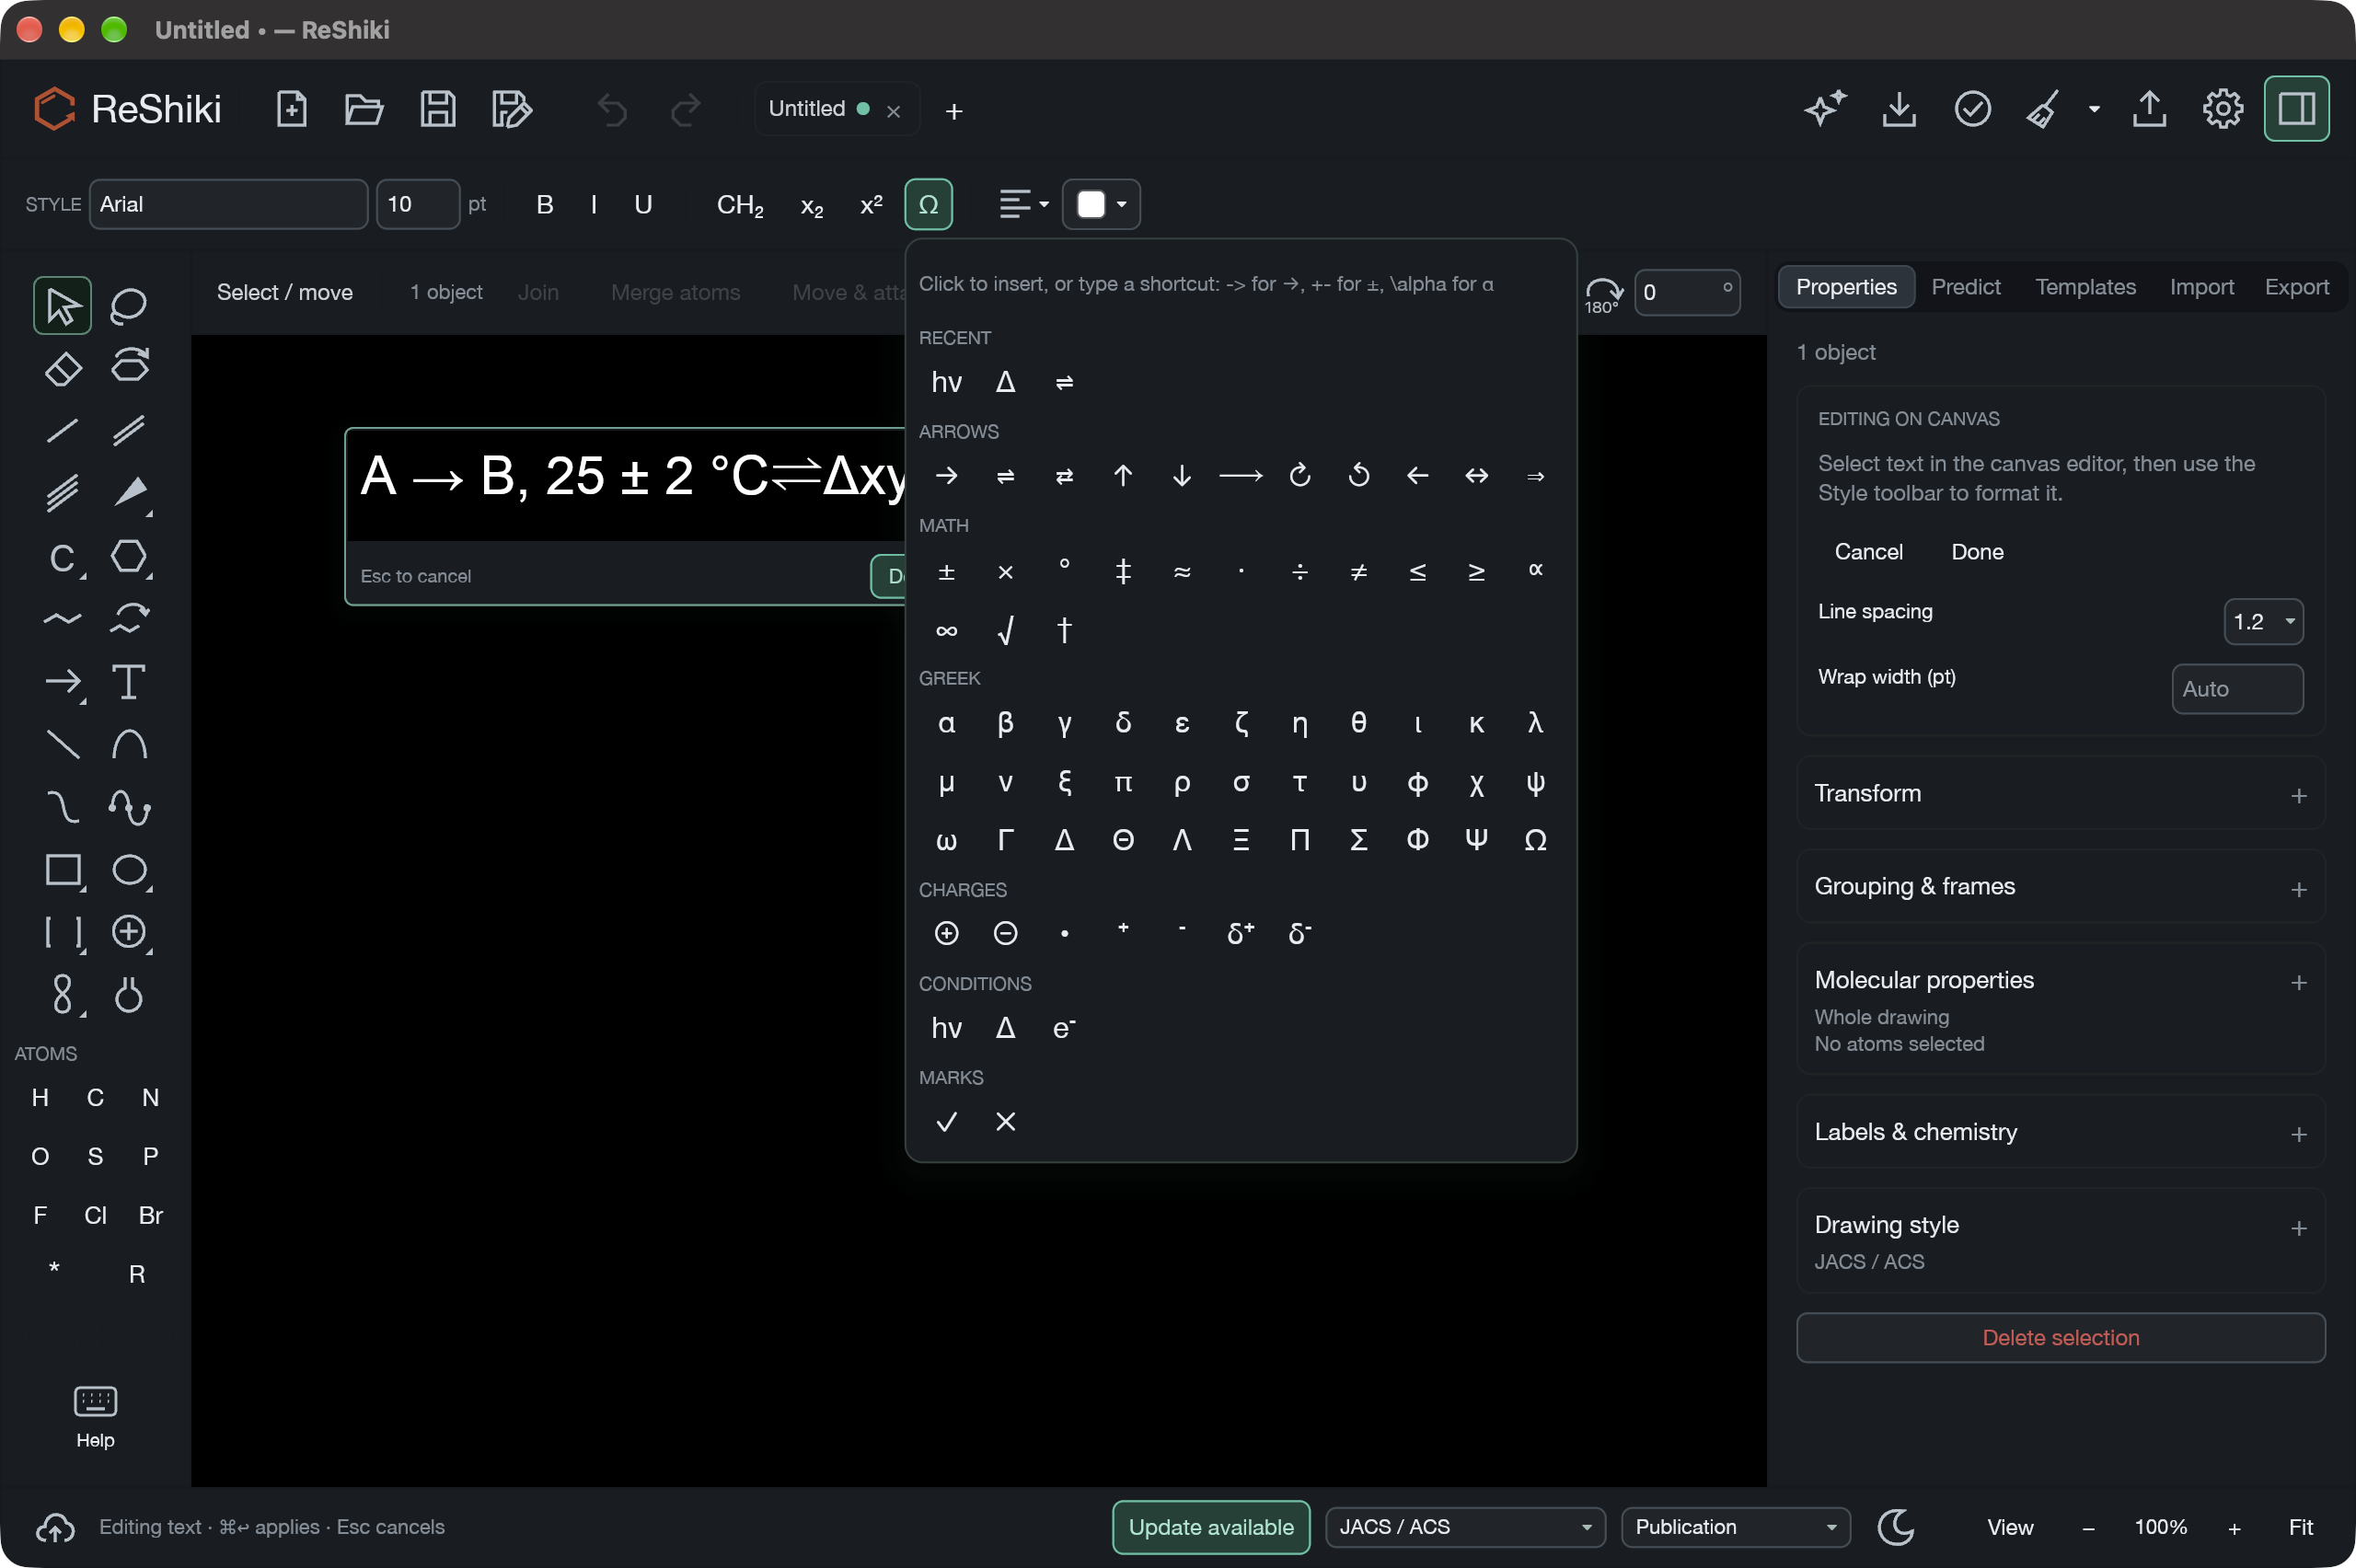 Untitled • — ReShiki
ReShiki
Untitled
STYLE Arial 10 pt B I U CH₂ x₂ x² Ω
Select / move 1 object Join Merge atoms Move & atta
180° 0 °
Click to insert, or type a shortcut: -> for →, +- for ±, \alpha for α
RECENT
hν Δ ⇌
ARROWS
→ ⇌ ⇄ ↑ ↓ ⟶ ↻ ↺ ← ↔ ⇒
MATH
± × ° ‡ ≈ · ÷ ≠ ≤ ≥ ∝
∞ √ †
GREEK
α β γ δ ε ζ η θ ι κ λ
μ ν ξ π ρ σ τ υ φ χ ψ
ω Γ Δ Θ Λ Ξ Π Σ Φ Ψ Ω
CHARGES
⊕ ⊖ • ⁺ ⁻ δ⁺ δ⁻
CONDITIONS
hν Δ e⁻
MARKS
✓ ✕
A → B, 25 ± 2 °C⇌Δxy
Esc to cancel
Properties Predict Templates Import Export
1 object
EDITING ON CANVAS
Select text in the canvas editor, then use the
Style toolbar to format it.
Cancel Done
Line spacing 1.2
Wrap width (pt) Auto
Transform +
Grouping & frames +
Molecular properties +
Whole drawing
No atoms selected
Labels & chemistry +
Drawing style +
JACS / ACS
Delete selection
C
T
ATOMS
H C N
O S P
F Cl Br
* R
Help
Editing text · ⌘↩ applies · Esc cancels
Update available
JACS / ACS
Publication
View − 100% + Fit